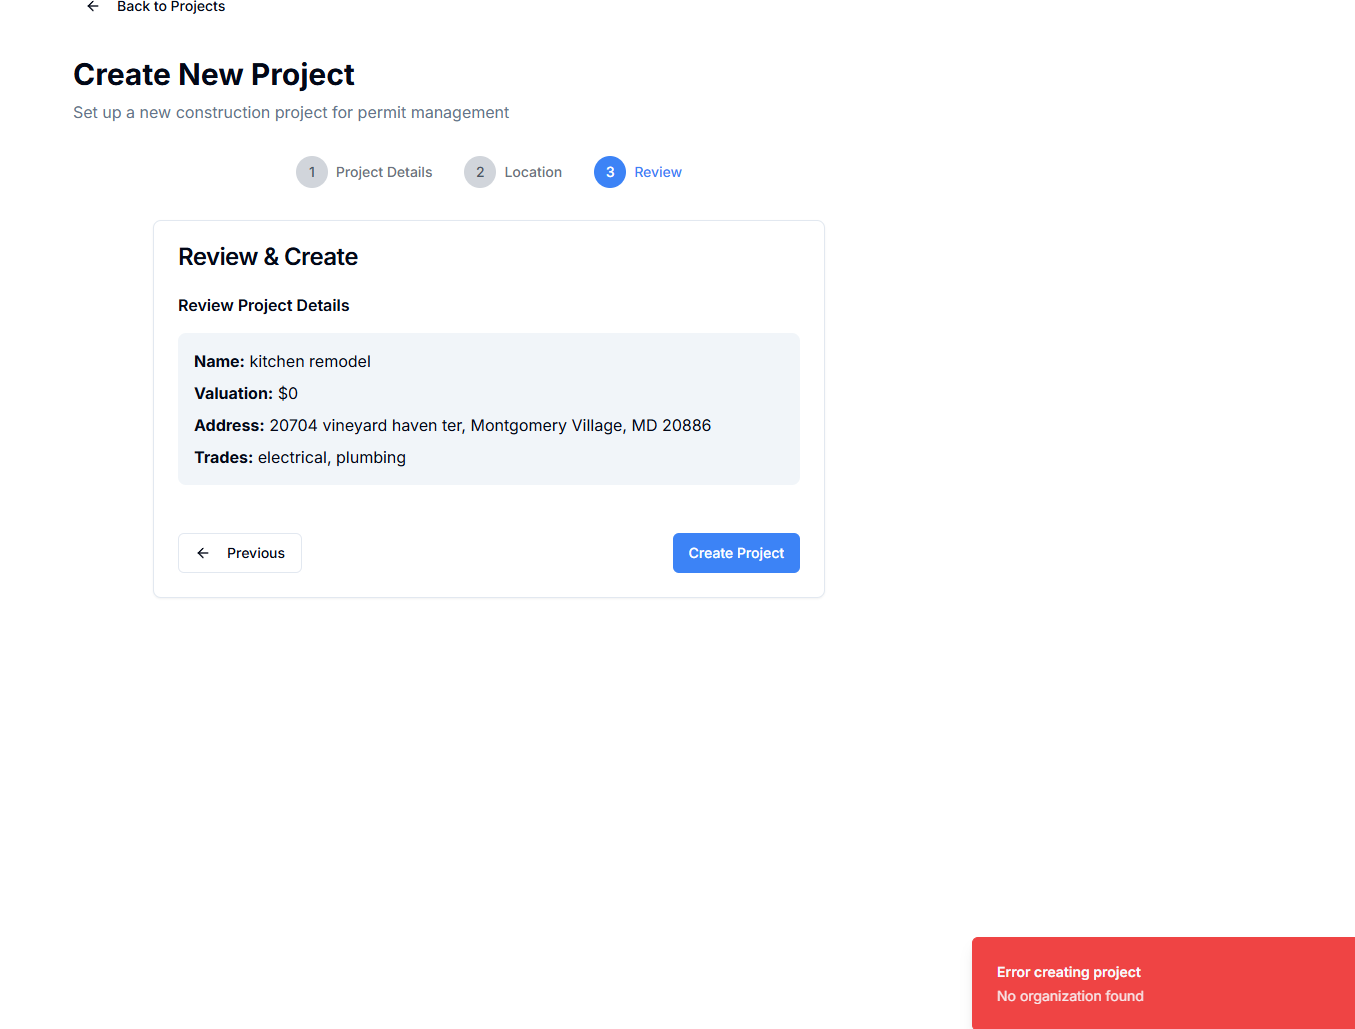 Back to Projects
Create New Project
Set up a new construction project for permit management
1 Project Details 2 Location 3 Review
Review & Create
Review Project Details
Name: kitchen remodel
Valuation: $0
Address: 20704 vineyard haven ter, Montgomery Village, MD 20886
Trades: electrical, plumbing
Previous Create Project
Error creating project
No organization found